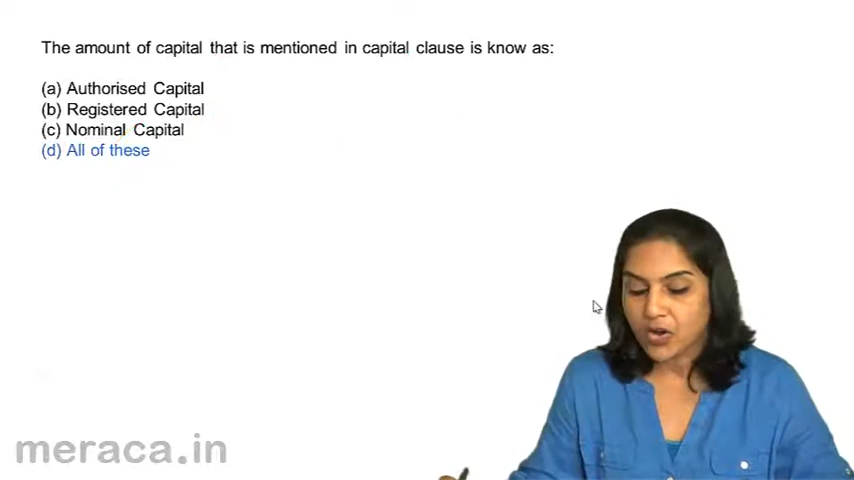 The amount of capital that is mentioned in capital clause is know as:
(a) Authorised Capital
(b) Registered Capital
(c) Nominal Capital
(d) All of these
meraca.in